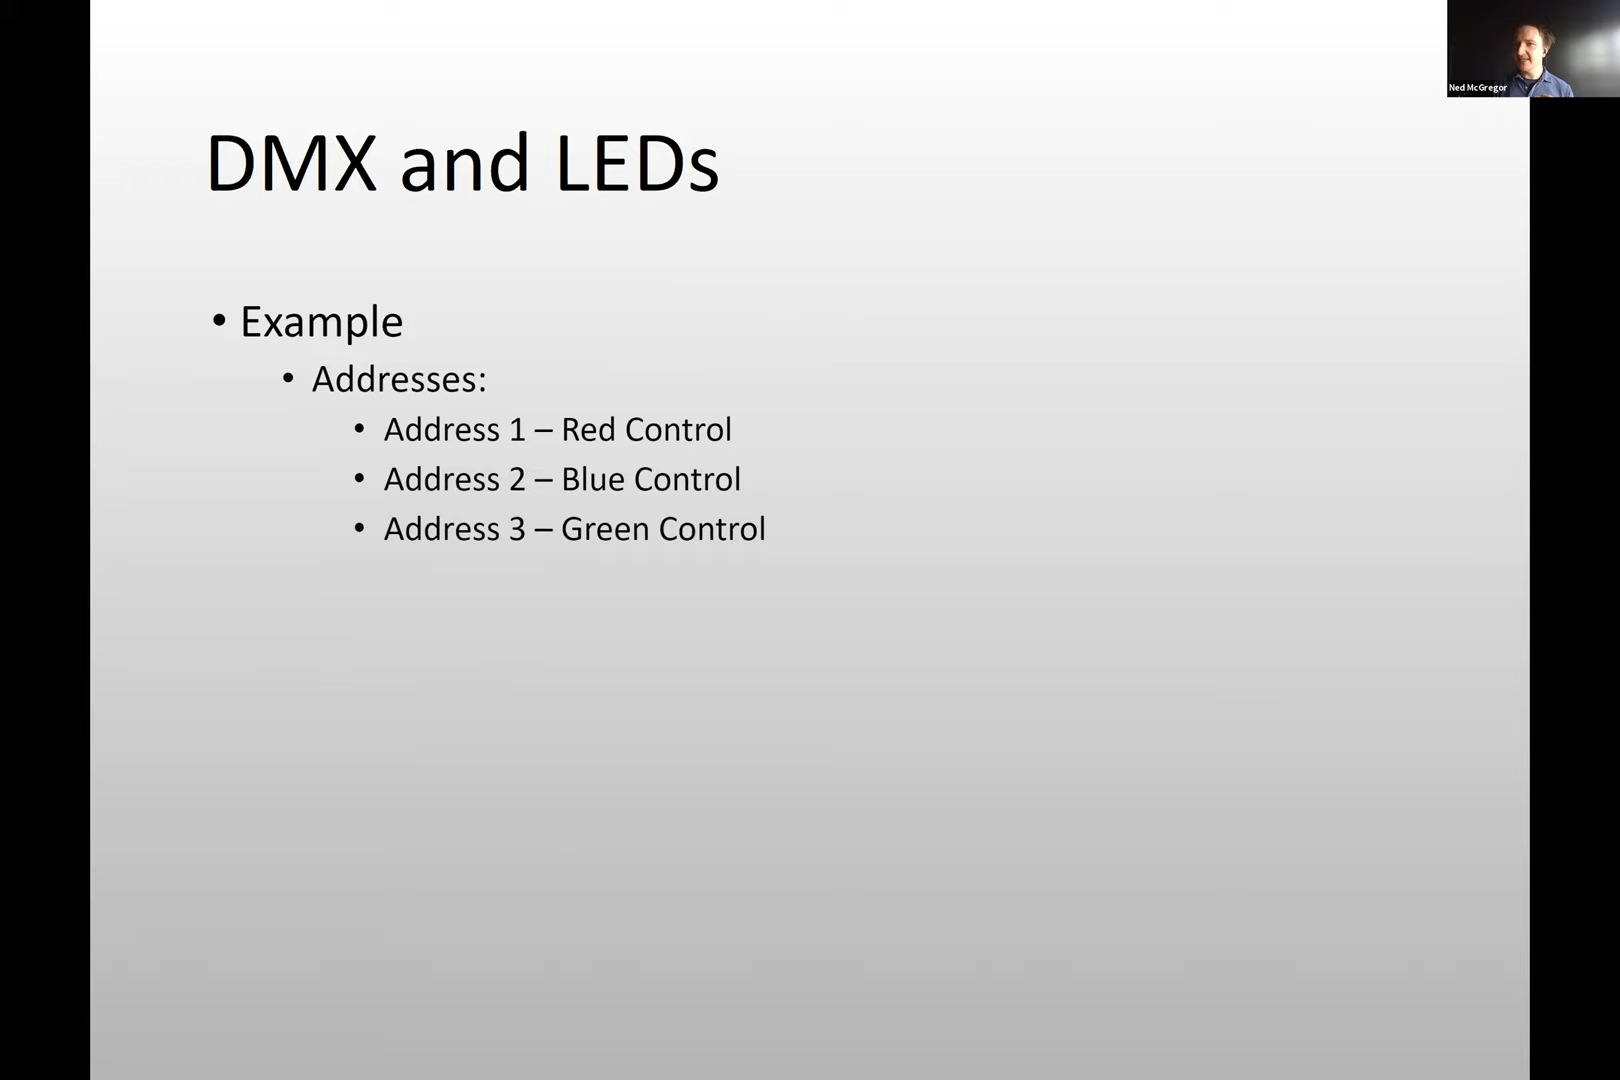 Ned McGregor
DMX and LEDs
• Example
• Addresses:
• Address 1 – Red Control
• Address 2 – Blue Control
• Address 3 – Green Control